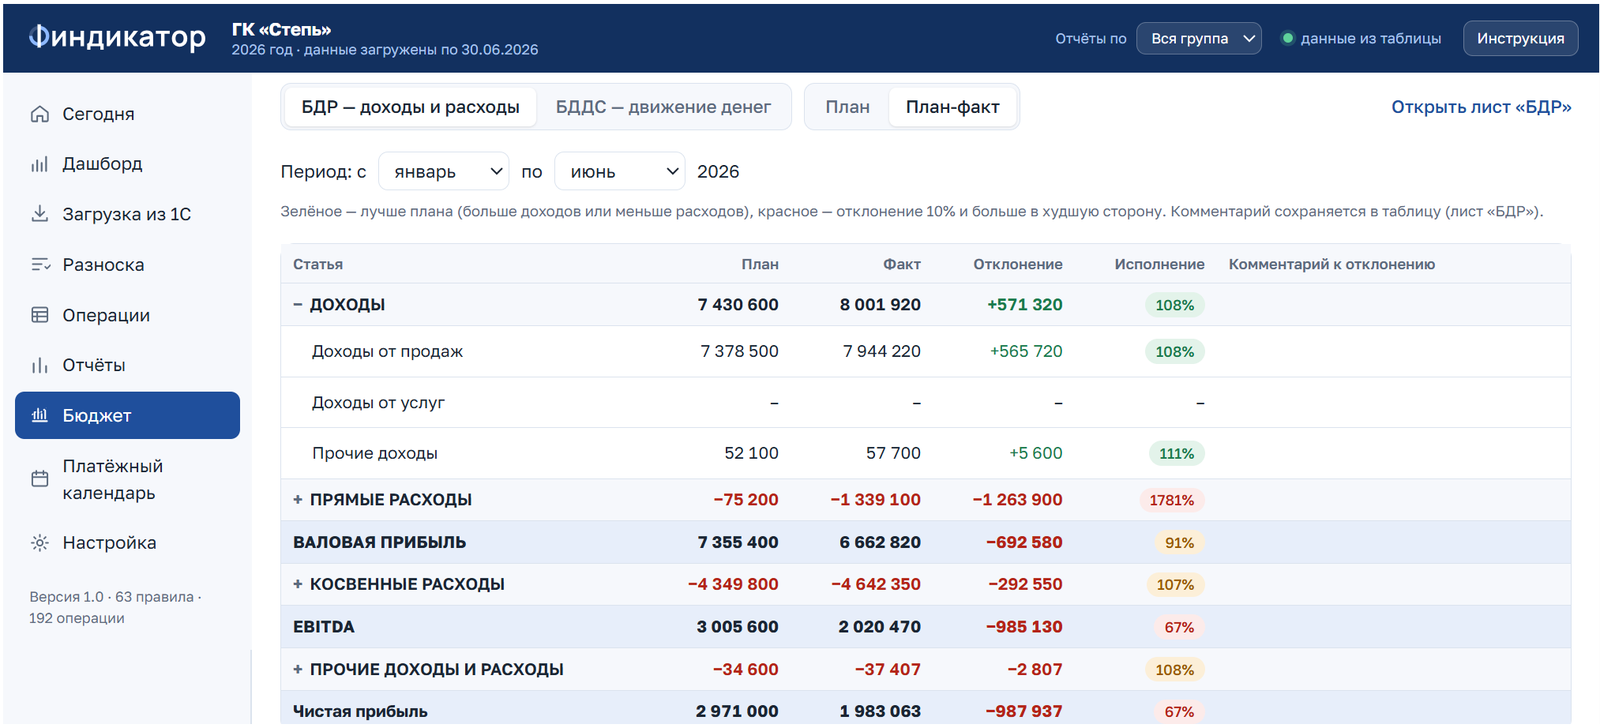 Финдикатор
ГК «Степь»
2026 год · данные загружены по 30.06.2026
Отчёты по
Вся группа
данные из таблицы
Инструкция
Сегодня
Дашборд
Загрузка из 1С
Разноска
Операции
Отчёты
Бюджет
Платёжный
календарь
Настройка
Версия 1.0 · 63 правила ·
192 операции
БДР — доходы и расходы
БДДС — движение денег
План
План-факт
Открыть лист «БДР»
Период: с январь по июнь 2026
Зелёное — лучше плана (больше доходов или меньше расходов), красное — отклонение 10% и больше в худшую сторону. Комментарий сохраняется в таблицу (лист «БДР»).
Статья План Факт Отклонение Исполнение Комментарий к отклонению
− ДОХОДЫ 7 430 600 8 001 920 +571 320 108%
Доходы от продаж 7 378 500 7 944 220 +565 720 108%
Доходы от услуг – – – –
Прочие доходы 52 100 57 700 +5 600 111%
+ ПРЯМЫЕ РАСХОДЫ −75 200 −1 339 100 −1 263 900 1781%
ВАЛОВАЯ ПРИБЫЛЬ 7 355 400 6 662 820 −692 580 91%
+ КОСВЕННЫЕ РАСХОДЫ −4 349 800 −4 642 350 −292 550 107%
EBITDA 3 005 600 2 020 470 −985 130 67%
+ ПРОЧИЕ ДОХОДЫ И РАСХОДЫ −34 600 −37 407 −2 807 108%
Чистая прибыль 2 971 000 1 983 063 −987 937 67%